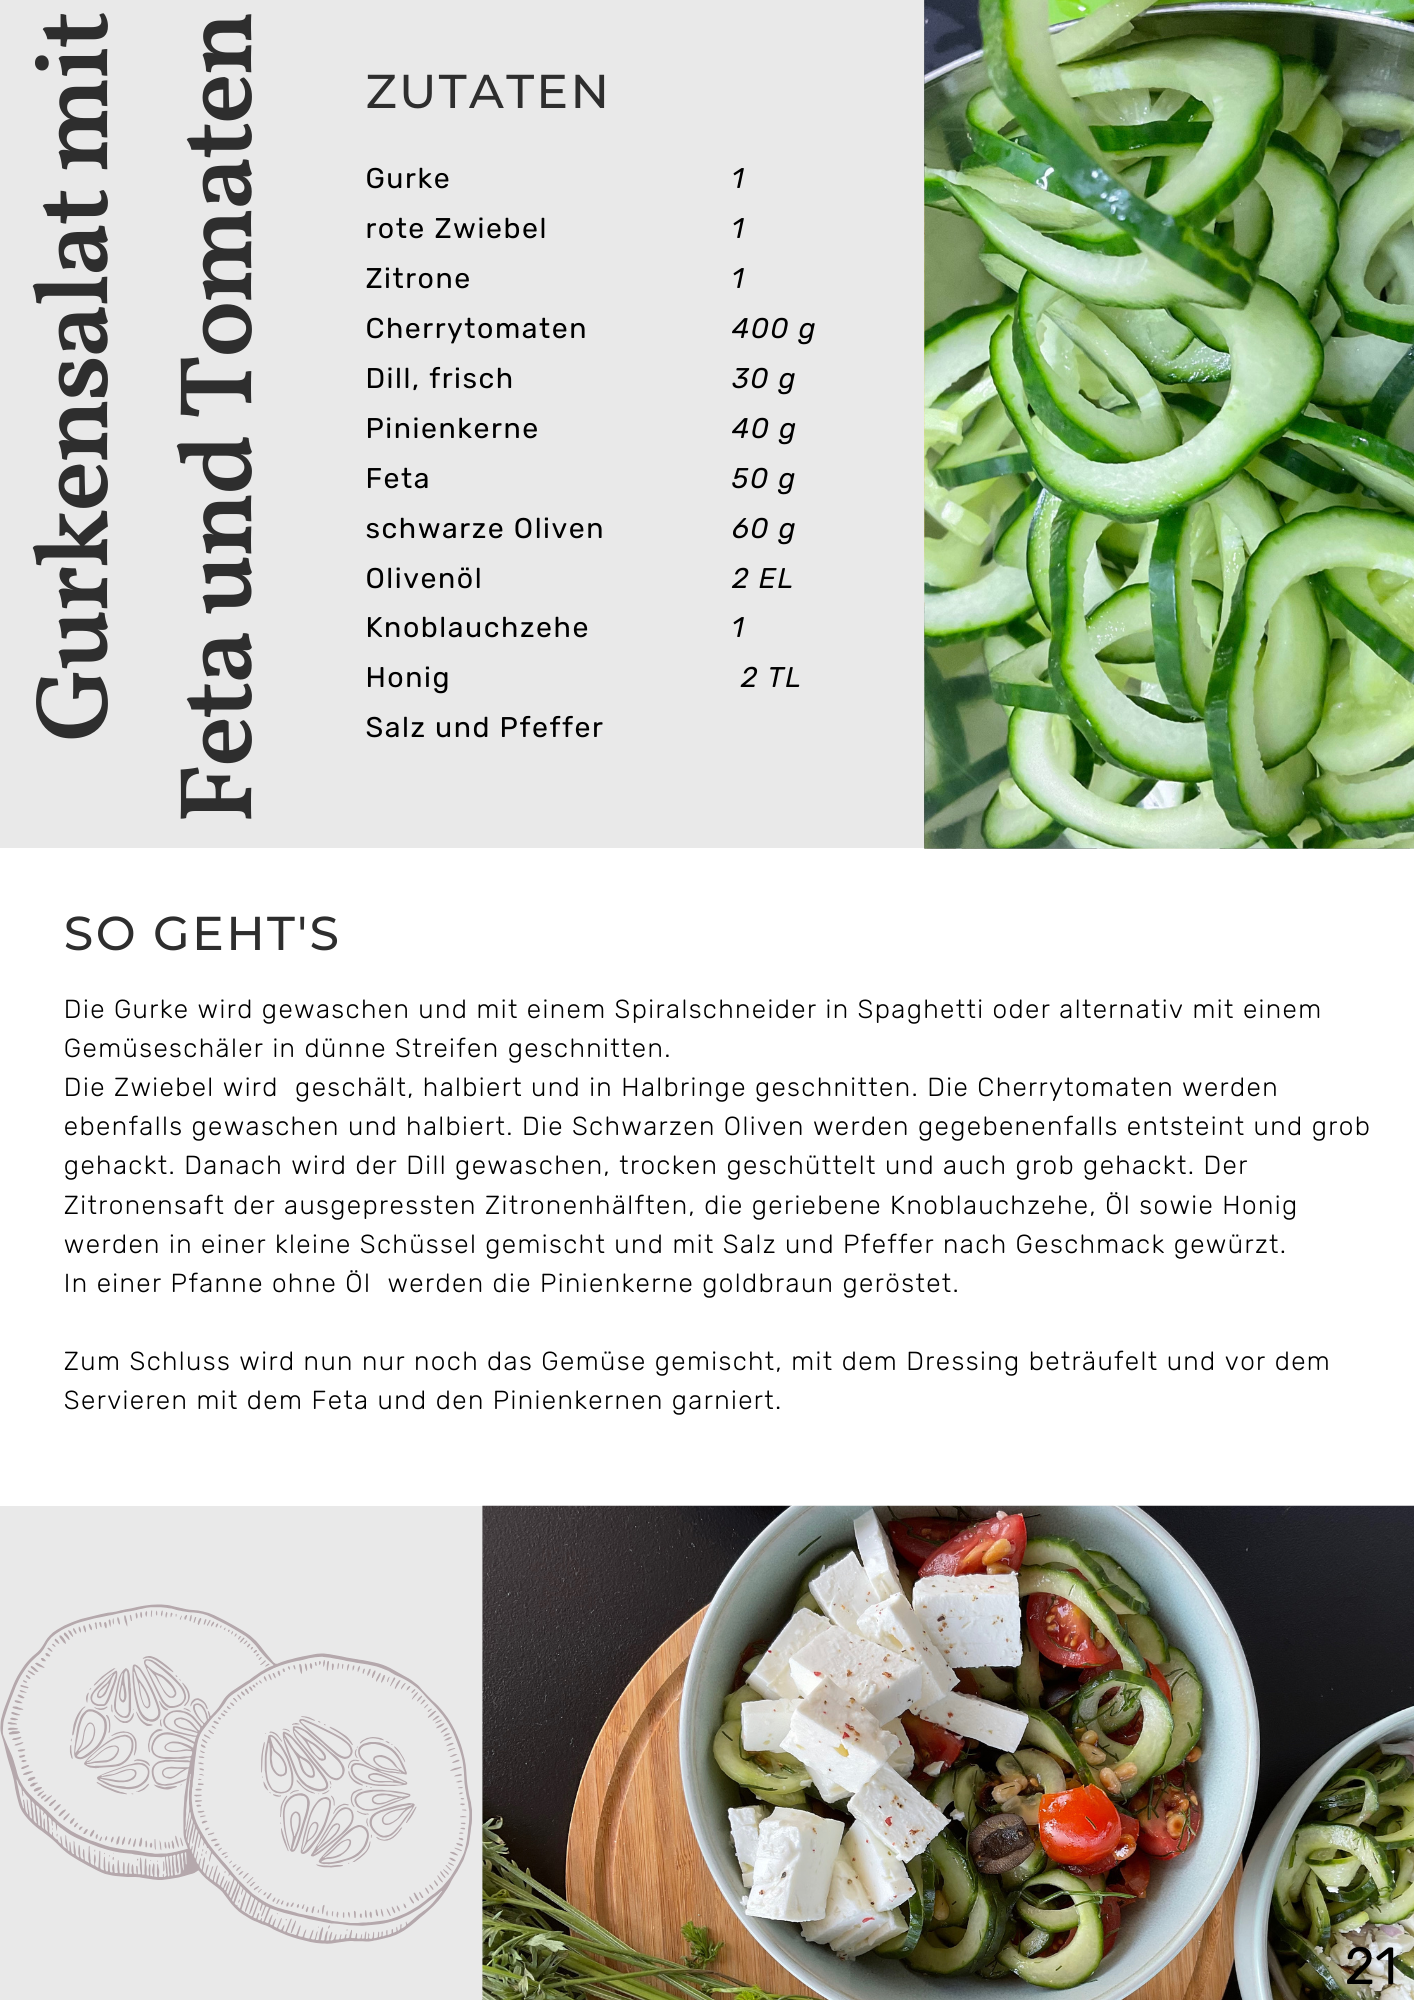 Gurkensalat mit
Feta und Tomaten
ZUTATEN
Gurke 1
rote Zwiebel 1
Zitrone 1
Cherrytomaten 400 g
Dill, frisch 30 g
Pinienkerne 40 g
Feta 50 g
schwarze Oliven 60 g
Olivenöl 2 EL
Knoblauchzehe 1
Honig 2 TL
Salz und Pfeffer
SO GEHT'S
Die Gurke wird gewaschen und mit einem Spiralschneider in Spaghetti oder alternativ mit einem
Gemüseschäler in dünne Streifen geschnitten.
Die Zwiebel wird  geschält, halbiert und in Halbringe geschnitten. Die Cherrytomaten werden
ebenfalls gewaschen und halbiert. Die Schwarzen Oliven werden gegebenenfalls entsteint und grob
gehackt. Danach wird der Dill gewaschen, trocken geschüttelt und auch grob gehackt. Der
Zitronensaft der ausgepressten Zitronenhälften, die geriebene Knoblauchzehe, Öl sowie Honig
werden in einer kleine Schüssel gemischt und mit Salz und Pfeffer nach Geschmack gewürzt.
In einer Pfanne ohne Öl  werden die Pinienkerne goldbraun geröstet.
Zum Schluss wird nun nur noch das Gemüse gemischt, mit dem Dressing beträufelt und vor dem
Servieren mit dem Feta und den Pinienkernen garniert.
21